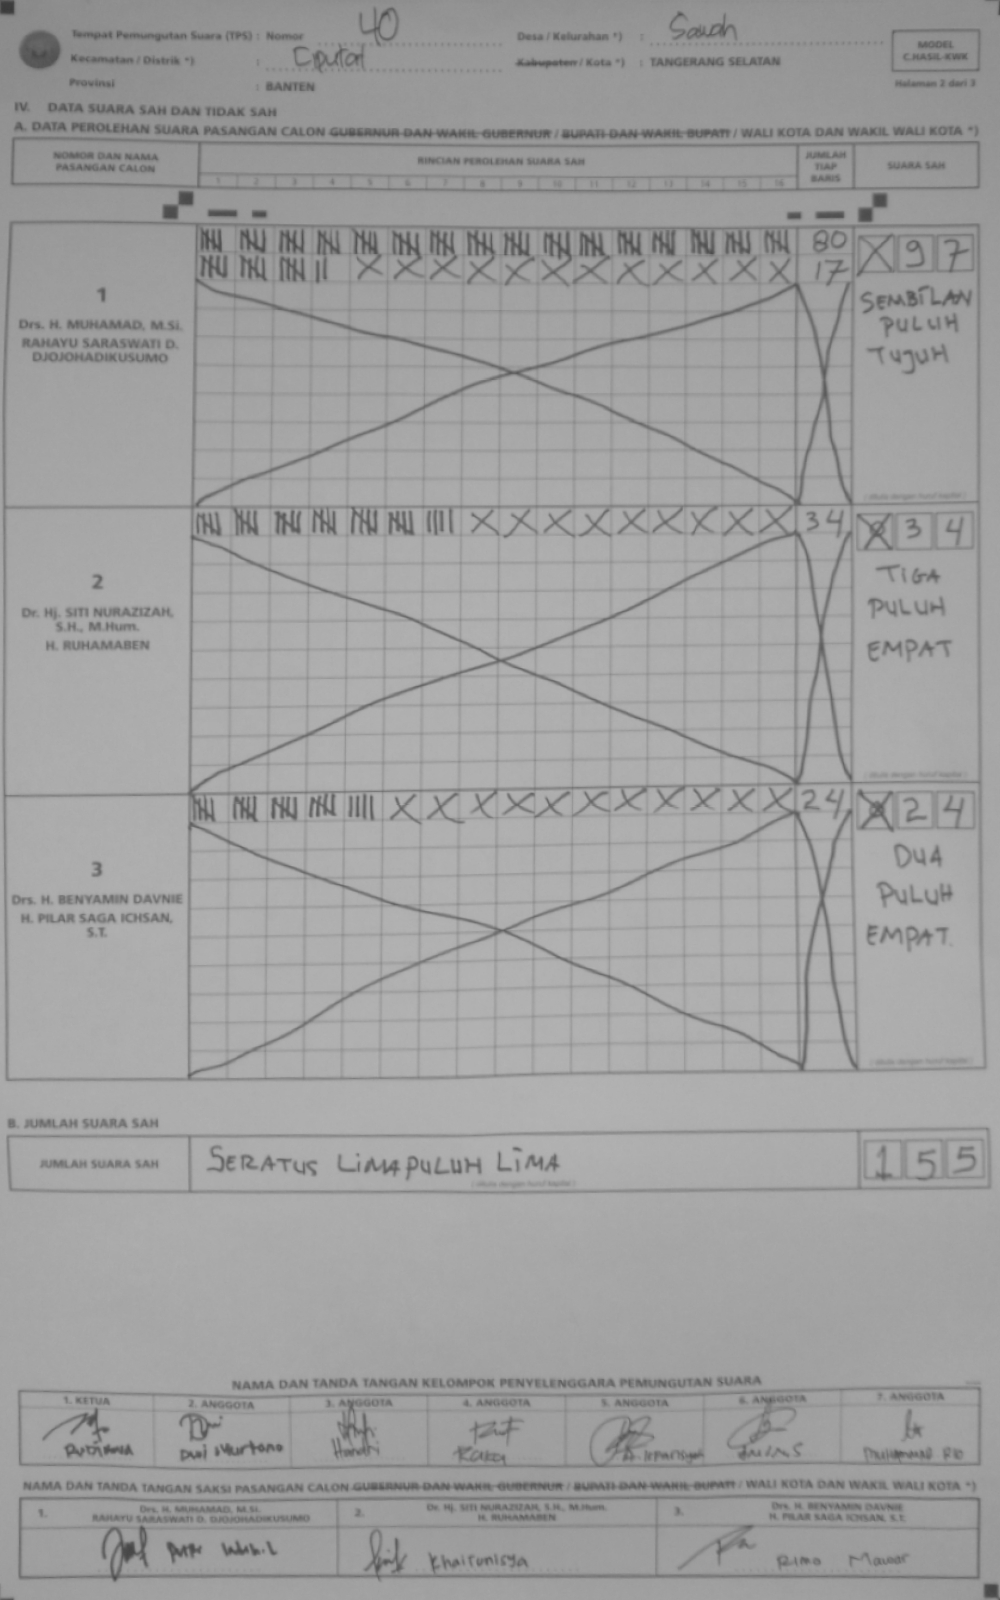 Tempat Pemungutan Suara (TPS) : Nomor 40 Desa / Kelurahan *) : Sawah
Kecamatan / Distrik *) : Ciputat Kabupaten / Kota *) : TANGERANG SELATAN
Provinsi : BANTEN
MODEL
C.HASIL-KWK
Halaman 2 dari 3
IV. DATA SUARA SAH DAN TIDAK SAH
A. DATA PEROLEHAN SUARA PASANGAN CALON GUBERNUR DAN WAKIL GUBERNUR / BUPATI DAN WAKIL BUPATI / WALI KOTA DAN WAKIL WALI KOTA *)
NOMOR DAN NAMA
PASANGAN CALON
RINCIAN PEROLEHAN SUARA SAH
1 2 3 4 5 6 7 8 9 10 11 12 13 14 15 16
JUMLAH
TIAP
BARIS
SUARA SAH
1
Drs. H. MUHAMAD, M.Si.
RAHAYU SARASWATI D.
DJOJOHADIKUSUMO
80
17
X 9 7
SEMBILAN
PULUH
TUJUH
(ditulis dengan huruf kapital)
2
Dr. Hj. SITI NURAZIZAH,
S.H., M.Hum.
H. RUHAMABEN
34
X 3 4
TIGA
PULUH
EMPAT
(ditulis dengan huruf kapital)
3
Drs. H. BENYAMIN DAVNIE
H. PILAR SAGA ICHSAN,
S.T.
24
X 2 4
DUA
PULUH
EMPAT.
(ditulis dengan huruf kapital)
B. JUMLAH SUARA SAH
JUMLAH SUARA SAH
SERATUS LIMAPULUH LIMA
(ditulis dengan huruf kapital)
1 5 5
NAMA DAN TANDA TANGAN KELOMPOK PENYELENGGARA PEMUNGUTAN SUARA
1. KETUA 2. ANGGOTA 3. ANGGOTA 4. ANGGOTA 5. ANGGOTA 6. ANGGOTA 7. ANGGOTA
Handri
NAMA DAN TANDA TANGAN SAKSI PASANGAN CALON GUBERNUR DAN WAKIL GUBERNUR / BUPATI DAN WAKIL BUPATI / WALI KOTA DAN WAKIL WALI KOTA *)
1. Drs. H. MUHAMAD, M.Si.
RAHAYU SARASWATI D. DJOJOHADIKUSUMO
2. Dr. Hj. SITI NURAZIZAH, S.H., M.Hum.
H. RUHAMABEN
3. Drs. H. BENYAMIN DAVNIE
H. PILAR SAGA ICHSAN, S.T.
Khairunisya
Rimo Mawar